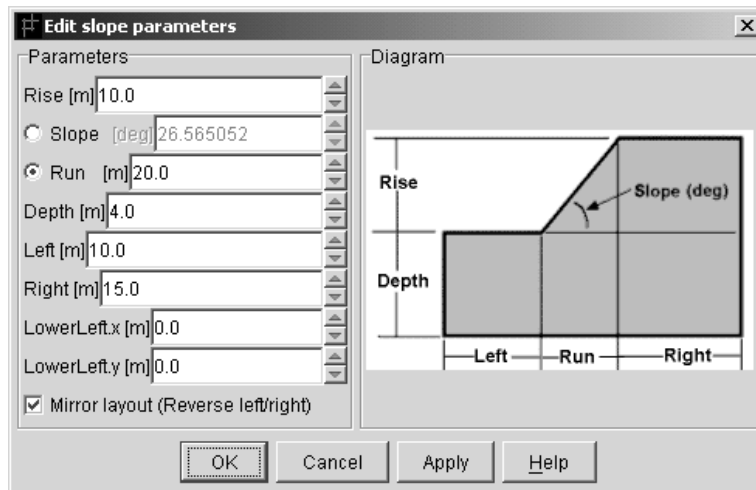 Edit slope parameters
Parameters
Rise [m] 10.0
Slope [deg] 26.565052
Run [m] 20.0
Depth [m] 4.0
Left [m] 10.0
Right [m] 15.0
LowerLeft.x [m] 0.0
LowerLeft.y [m] 0.0
Mirror layout (Reverse left/right)
Diagram
Rise
Slope (deg)
Depth
Left Run Right
OK Cancel Apply Help